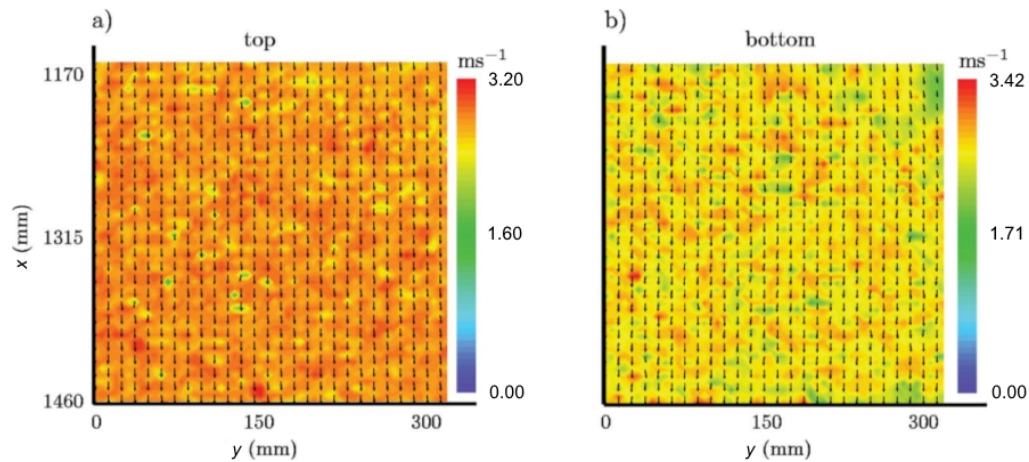 a)
top
ms⁻¹
1170
1315
1460
x (mm)
3.20
1.60
0.00
0 150 300
y (mm)
b)
bottom
ms⁻¹
3.42
1.71
0.00
0 150 300
y (mm)